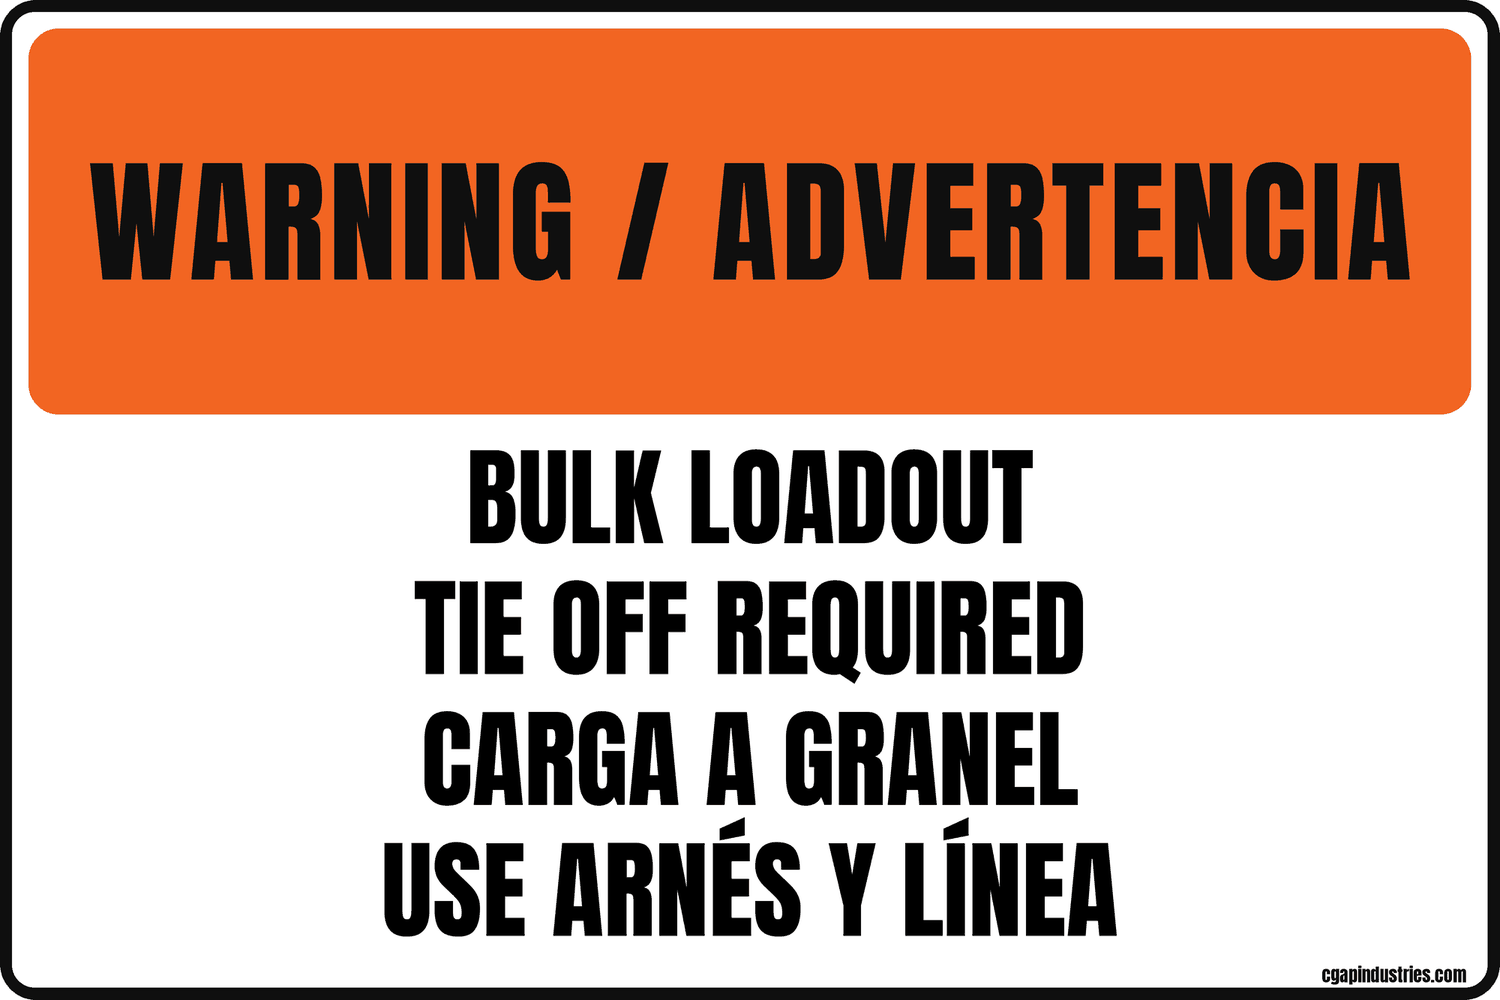 WARNING / ADVERTENCIA
BULK LOADOUT
TIE OFF REQUIRED
CARGA A GRANEL
USE ARNÉS Y LÍNEA
cgapindustries.com